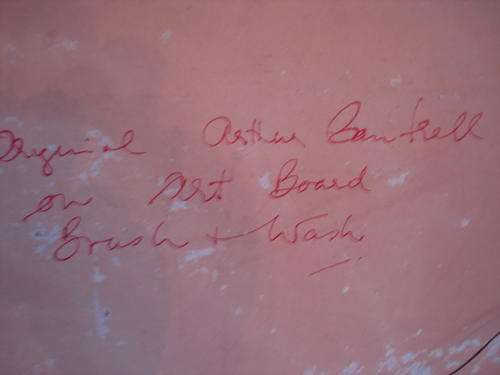 Original Arthur Cantrell
on Art Board
Brush + Wash